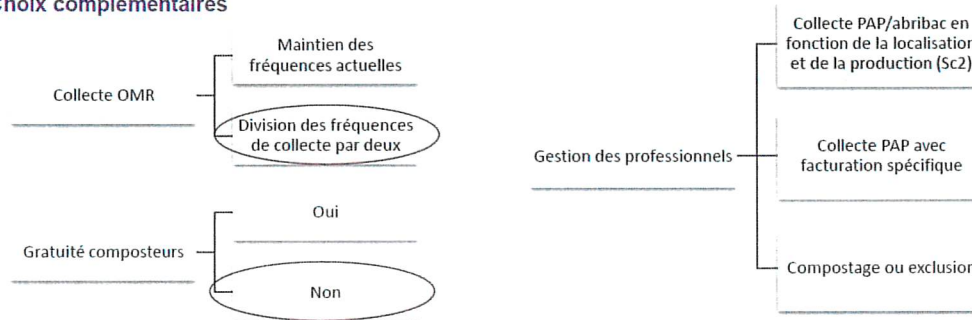 Choix complémentaires
Collecte OMR
Maintien des
fréquences actuelles
Division des fréquences
de collecte par deux
Gratuité composteurs
Oui
Non
Gestion des professionnels
Collecte PAP/abribac en
fonction de la localisation
et de la production (Sc2)
Collecte PAP avec
facturation spécifique
Compostage ou exclusion